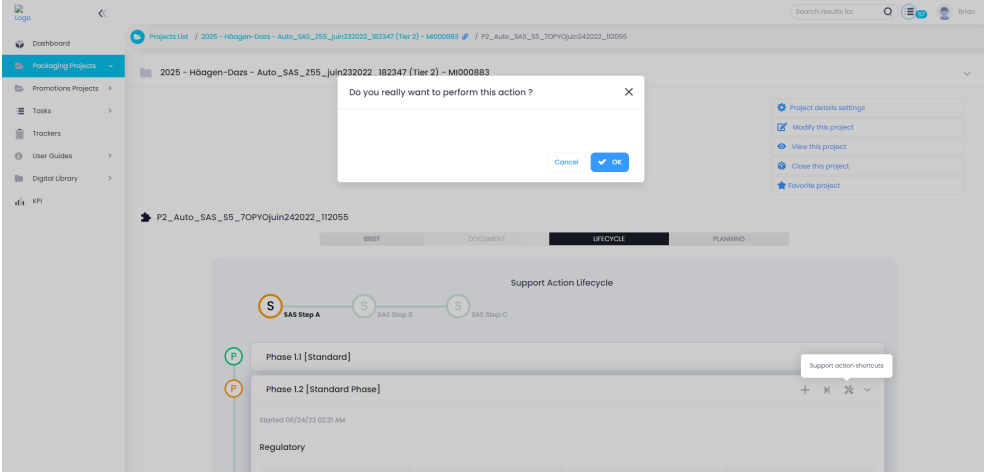 Logo
Search results for
57
Brian
Dashboard
Packaging Projects
Promotions Projects
Tasks
Trackers
User Guides
Digital Library
KPI
Projects List / 2025 - Häagen-Dazs - Auto_SAS_Z55_juin232022_182347 (Tier 2) - MI000883 / P2_Auto_SAS_S5_7OPYOjuin242022_112055
2025 - Häagen-Dazs - Auto_SAS_Z55_juin232022_182347 (Tier 2) - MI000883
Do you really want to perform this action ?
Cancel
OK
Project details settings
Modify this project
View this project
Close this project
Favorite project
P2_Auto_SAS_S5_7OPYOjuin242022_112055
BRIEF
DOCUMENT
LIFECYCLE
PLANNING
Support Action Lifecycle
S SAS Step A
S SAS Step B
S SAS Step C
P Phase 1.1 [Standard]
Support action shortcuts
P Phase 1.2 [Standard Phase]
Started 06/24/22 02:21 AM
Regulatory